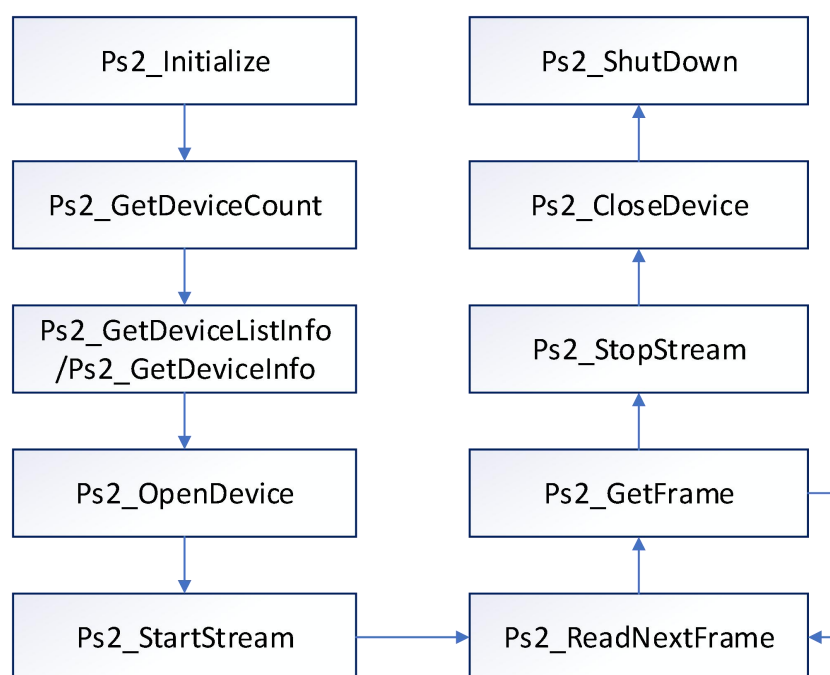 Ps2_Initialize
Ps2_GetDeviceCount
Ps2_GetDeviceListInfo
/Ps2_GetDeviceInfo
Ps2_OpenDevice
Ps2_StartStream
Ps2_ReadNextFrame
Ps2_GetFrame
Ps2_StopStream
Ps2_CloseDevice
Ps2_ShutDown